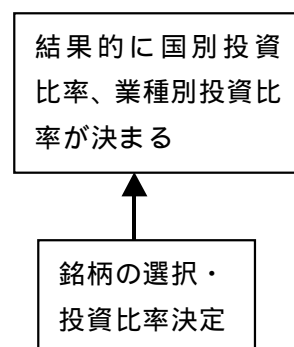 結果的に国別投資
比率、業種別投資比
率が決まる
銘柄の選択・
投資比率決定